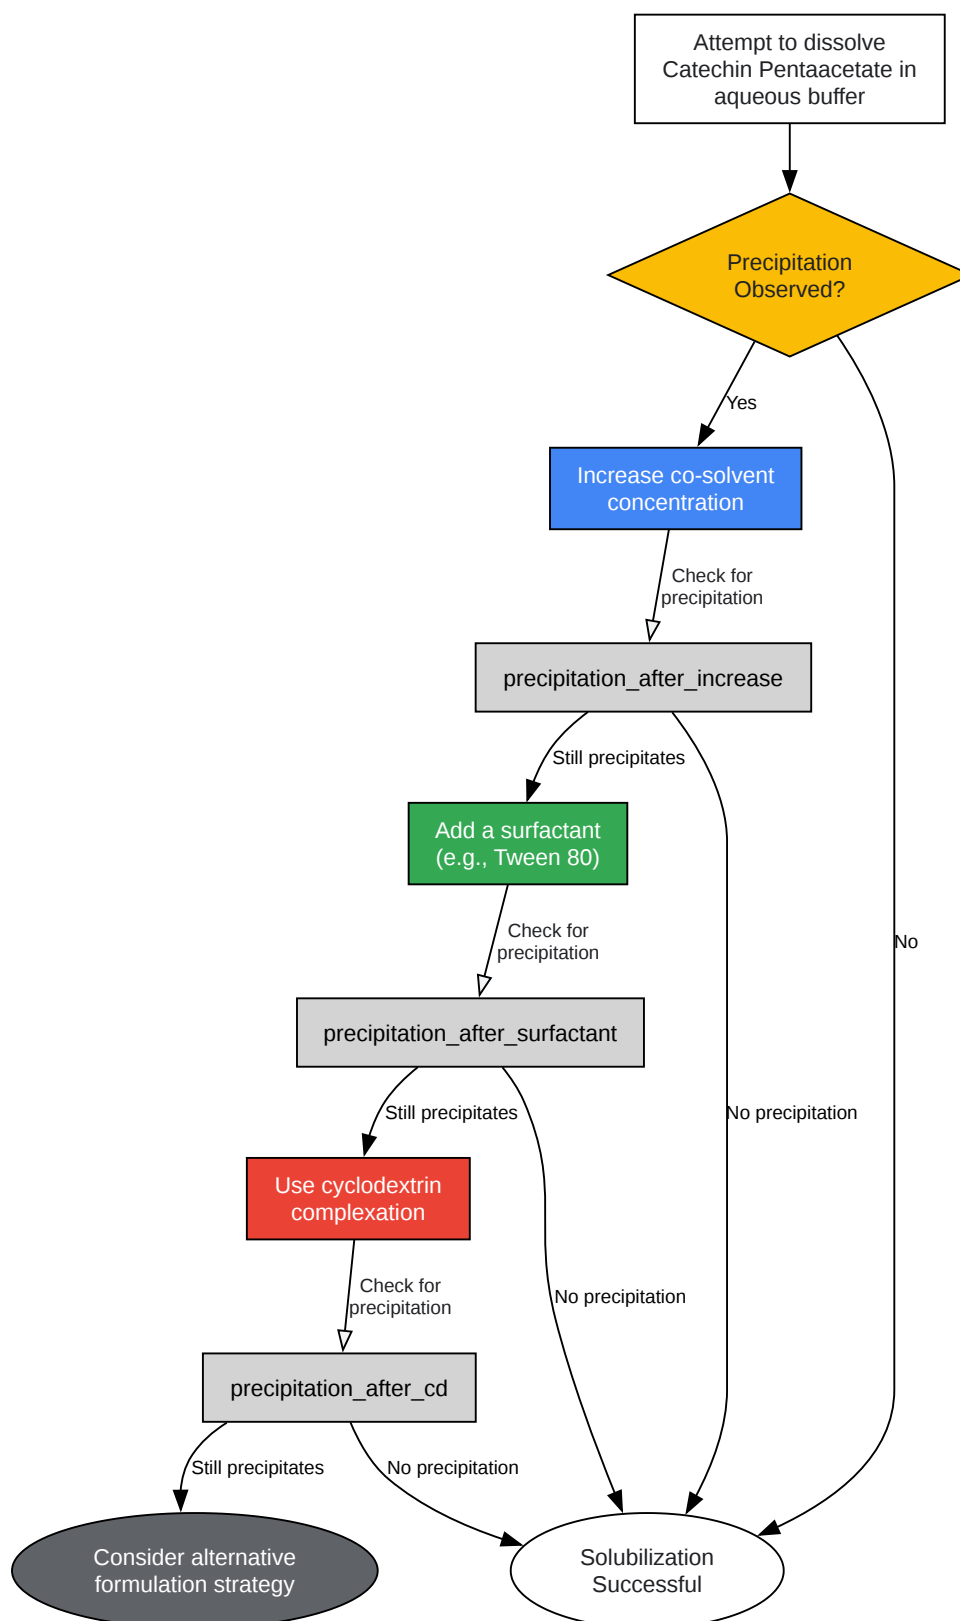 Attempt to dissolve
Catechin Pentaacetate in
aqueous buffer
Precipitation
Observed?
Yes
Increase co-solvent
concentration
Check for
precipitation
precipitation_after_increase
Still precipitates
Add a surfactant
(e.g., Tween 80)
Check for
precipitation
No
precipitation_after_surfactant
Still precipitates
No precipitation
Use cyclodextrin
complexation
Check for
precipitation
No precipitation
precipitation_after_cd
Still precipitates
No precipitation
Consider alternative
formulation strategy
Solubilization
Successful